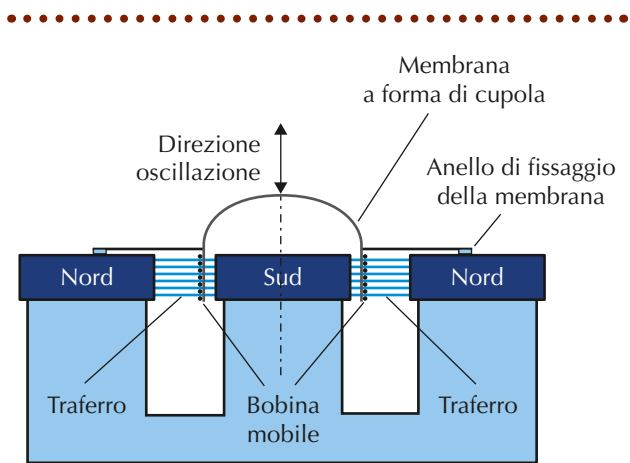 Membrana
a forma di cupola
Direzione
oscillazione
Anello di fissaggio
della membrana
Nord
Sud
Nord
Traferro
Bobina
mobile
Traferro